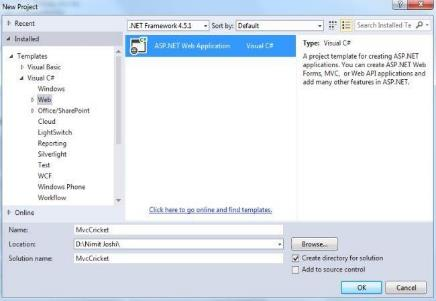 New Project
Recent
.NET Framework 4.5.1
Sort by:
Default
Search Installed Te
Installed
Templates
Visual Basic
Visual C#
Windows
Web
Office/SharePoint
Cloud
LightSwitch
Reporting
Silverlight
Test
WCF
Windows Phone
Workflow
Online
ASP.NET Web Application
Visual C#
Type: Visual C#
A project template for creating ASP.NET
applications. You can create ASP.NET Web
Forms, MVC, or Web API applications and
add many other features in ASP.NET.
Click here to go online and find templates.
Name:
MvcCricket
Location:
D:\Nimit Joshi\
Browse...
Solution name:
MvcCricket
Create directory for solution
Add to source control
OK
Cancel